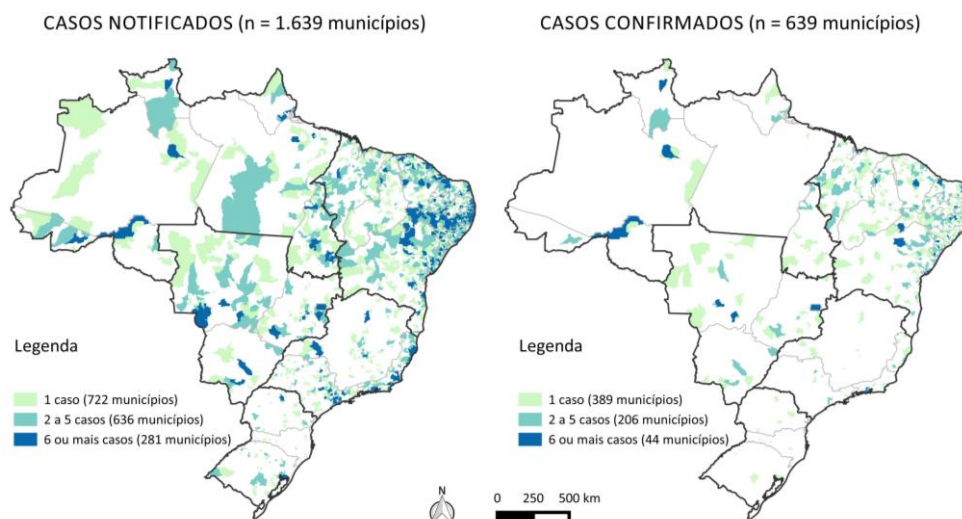 CASOS NOTIFICADOS (n = 1.639 municípios)
CASOS CONFIRMADOS (n = 639 municípios)
Legenda
1 caso (722 municípios)
2 a 5 casos (636 municípios)
6 ou mais casos (281 municípios)
Legenda
1 caso (389 municípios)
2 a 5 casos (206 municípios)
6 ou mais casos (44 municípios)
N
0 250 500 km